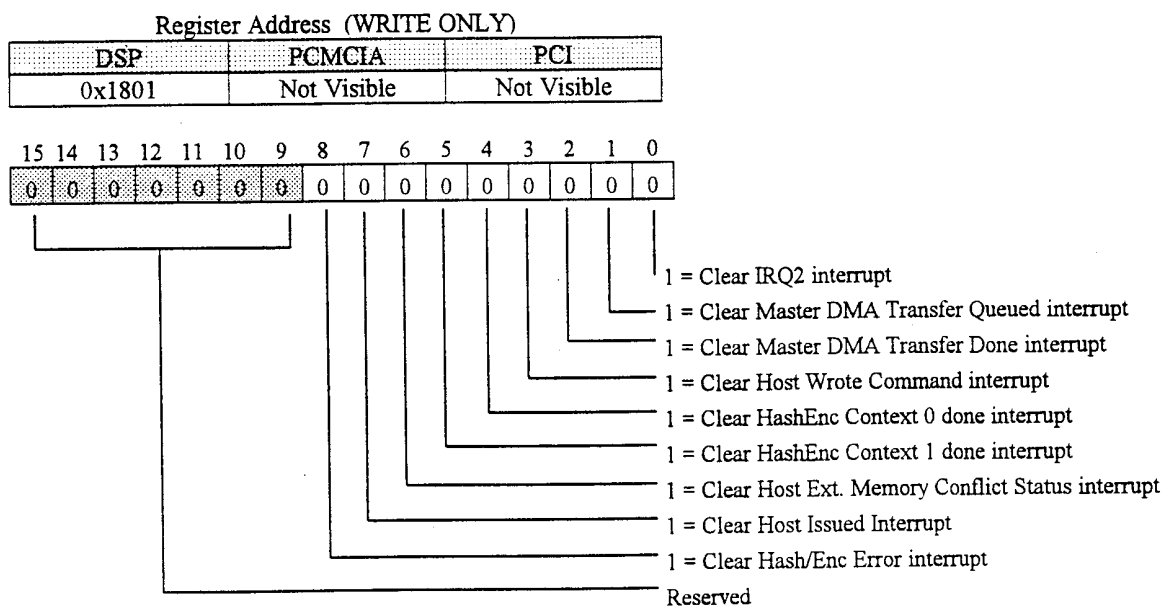 Register Address (WRITE ONLY)
DSP PCMCIA PCI
0x1801 Not Visible Not Visible
15 14 13 12 11 10 9 8 7 6 5 4 3 2 1 0
0 0 0 0 0 0 0 0 0 0 0 0 0 0 0 0
1 = Clear IRQ2 interrupt
1 = Clear Master DMA Transfer Queued interrupt
1 = Clear Master DMA Transfer Done interrupt
1 = Clear Host Wrote Command interrupt
1 = Clear HashEnc Context 0 done interrupt
1 = Clear HashEnc Context 1 done interrupt
1 = Clear Host Ext. Memory Conflict Status interrupt
1 = Clear Host Issued Interrupt
1 = Clear Hash/Enc Error interrupt
Reserved